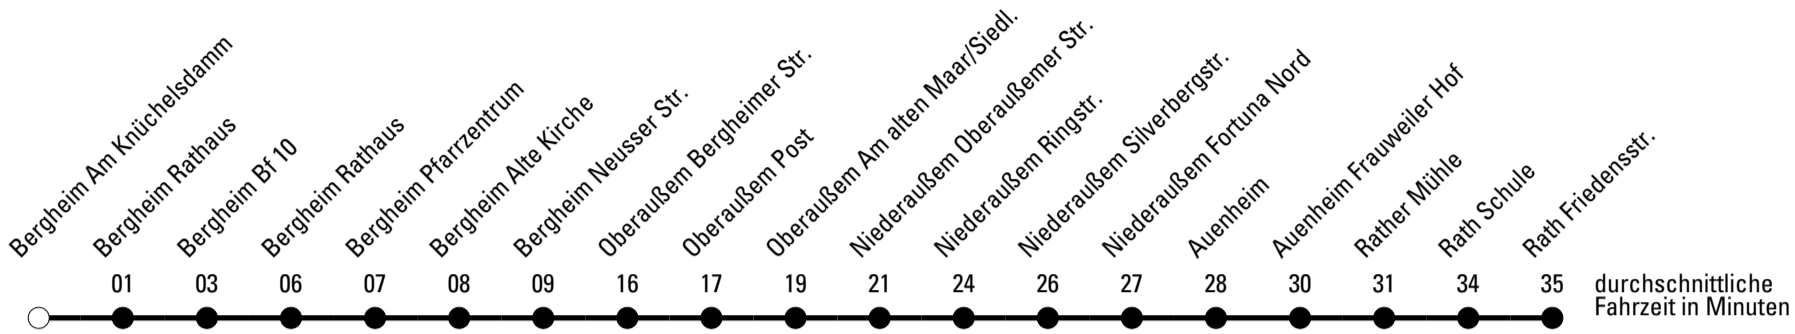 Bergheim Am Knüchelsdamm
Bergheim Rathaus
Bergheim Bf 10
Bergheim Rathaus
Bergheim Pfarrzentrum
Bergheim Alte Kirche
Bergheim Neusser Str.
Oberaußem Bergheimer Str.
Oberaußem Post
Oberaußem Am alten Maar/Siedl.
Niederaußem Oberaußemer Str.
Niederaußem Ringstr.
Niederaußem Silverbergstr.
Niederaußem Fortuna Nord
Auenheim
Auenheim Frauweiler Hof
Rather Mühle
Rath Schule
Rath Friedensstr.
01 03 06 07 08 09 16 17 19 21 24 26 27 28 30 31 34 35
durchschnittliche
Fahrzeit in Minuten